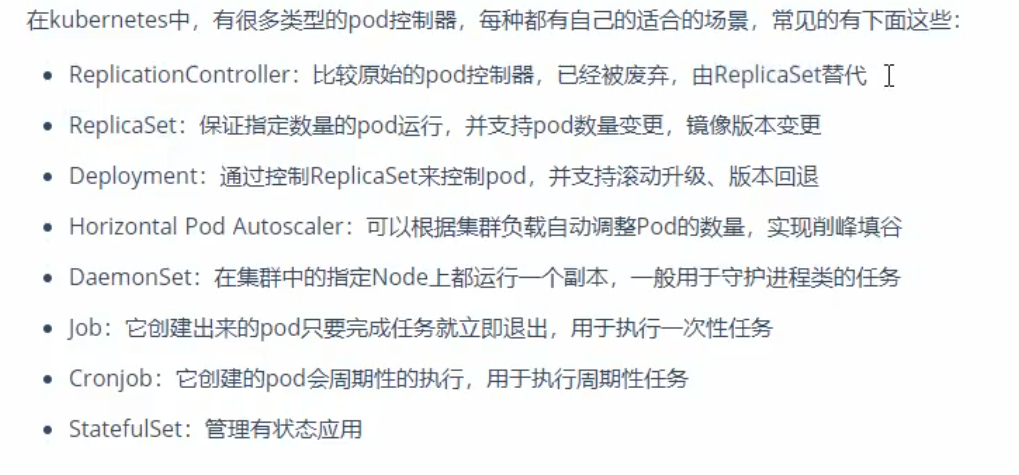 在kubernetes中，有很多类型的pod控制器，每种都有自己的适合的场景，常见的有下面这些：
• ReplicationController：比较原始的pod控制器，已经被废弃，由ReplicaSet替代
• ReplicaSet：保证指定数量的pod运行，并支持pod数量变更，镜像版本变更
• Deployment：通过控制ReplicaSet来控制pod，并支持滚动升级、版本回退
• Horizontal Pod Autoscaler：可以根据集群负载自动调整Pod的数量，实现削峰填谷
• DaemonSet：在集群中的指定Node上都运行一个副本，一般用于守护进程类的任务
• Job：它创建出来的pod只要完成任务就立即退出，用于执行一次性任务
• Cronjob：它创建的pod会周期性的执行，用于执行周期性任务
• StatefulSet：管理有状态应用